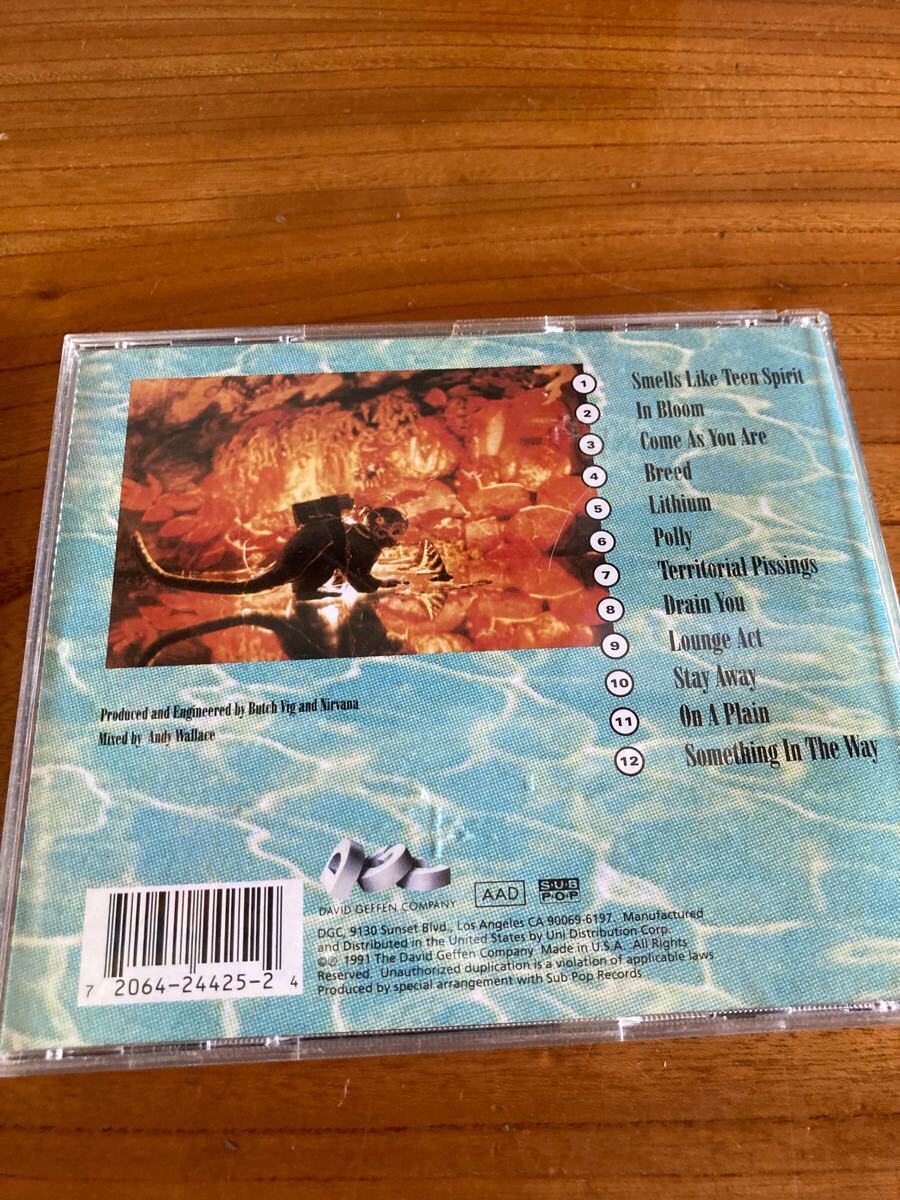 1 Smells Like Teen Spirit
2 In Bloom
3 Come As You Are
4 Breed
5 Lithium
6 Polly
7 Territorial Pissings
8 Drain You
9 Lounge Act
10 Stay Away
11 On A Plain
12 Something In The Way
Produced and Engineered by Butch Vig and Nirvana
Mixed by Andy Wallace
DAVID GEFFEN COMPANY
AAD
SUB
POP
DGC, 9130 Sunset Blvd., Los Angeles CA 90069-6197. Manufactured
and Distributed in the United States by Uni Distribution Corp.
©℗ 1991 The David Geffen Company Made in U.S.A. All Rights
Reserved. Unauthorized duplication is a violation of applicable laws
Produced by special arrangement with Sub Pop Records
7 2064-24425-2 4